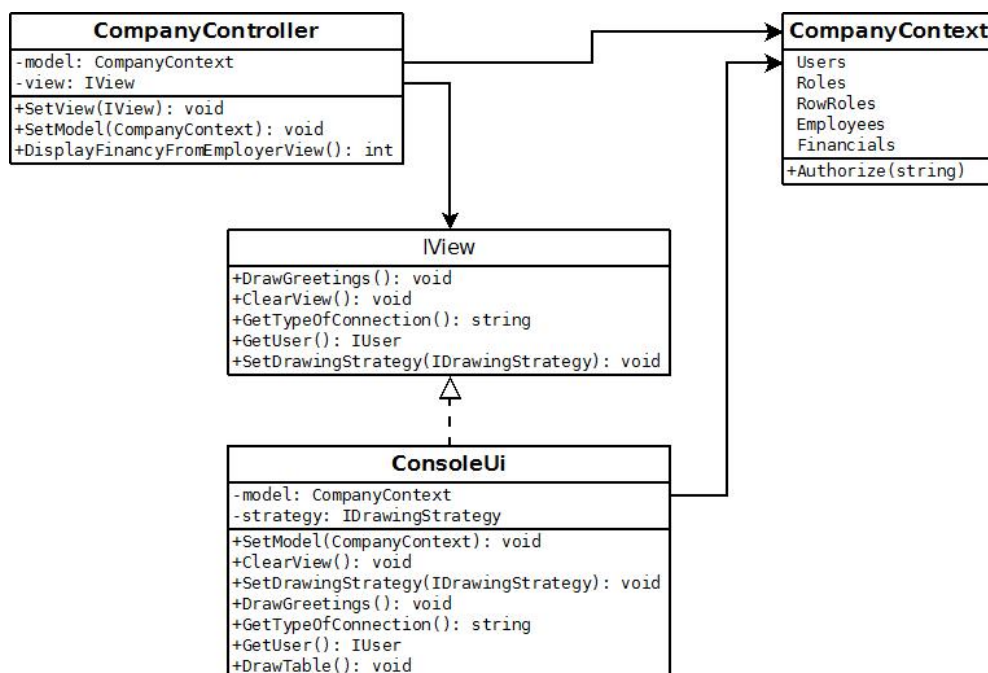 CompanyController
-model: CompanyContext
-view: IView
+SetView(IView): void
+SetModel(CompanyContext): void
+DisplayFinancyFromEmployerView(): int
CompanyContext
Users
Roles
RowRoles
Employees
Financials
+Authorize(string)
IView
+DrawGreetings(): void
+ClearView(): void
+GetTypeOfConnection(): string
+GetUser(): IUser
+SetDrawingStrategy(IDrawingStrategy): void
ConsoleUi
-model: CompanyContext
-strategy: IDrawingStrategy
+SetModel(CompanyContext): void
+ClearView(): void
+SetDrawingStrategy(IDrawingStrategy): void
+DrawGreetings(): void
+GetTypeOfConnection(): string
+GetUser(): IUser
+DrawTable(): void